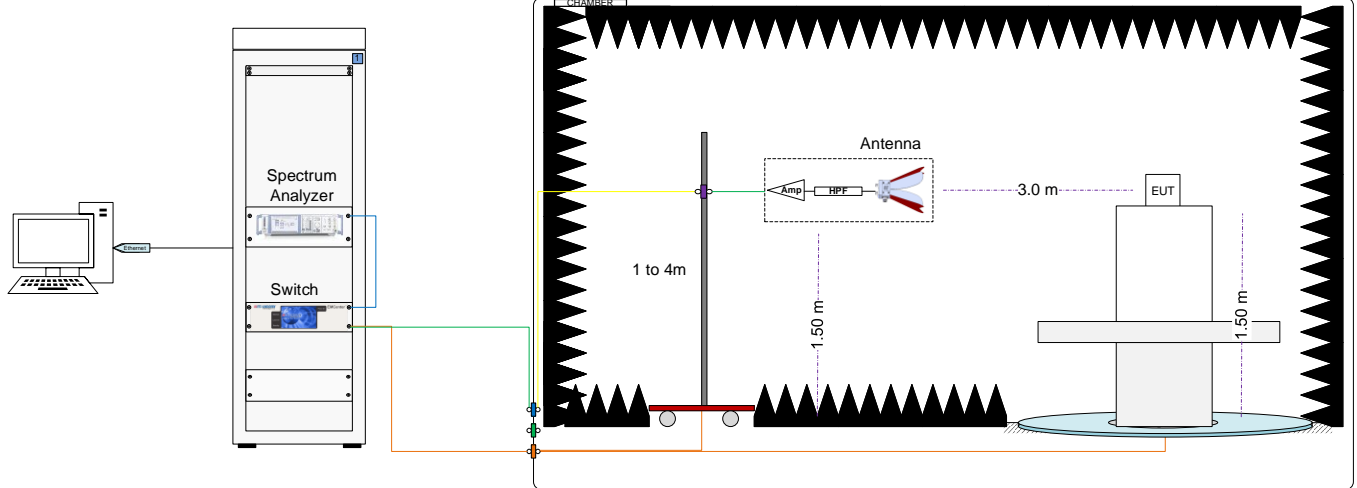 CHAMBER
1
Antenna
Spectrum
Analyzer
Amp
HPF
3.0 m
EUT
Ethernet
1 to 4m
Switch
1.50 m
1.50 m